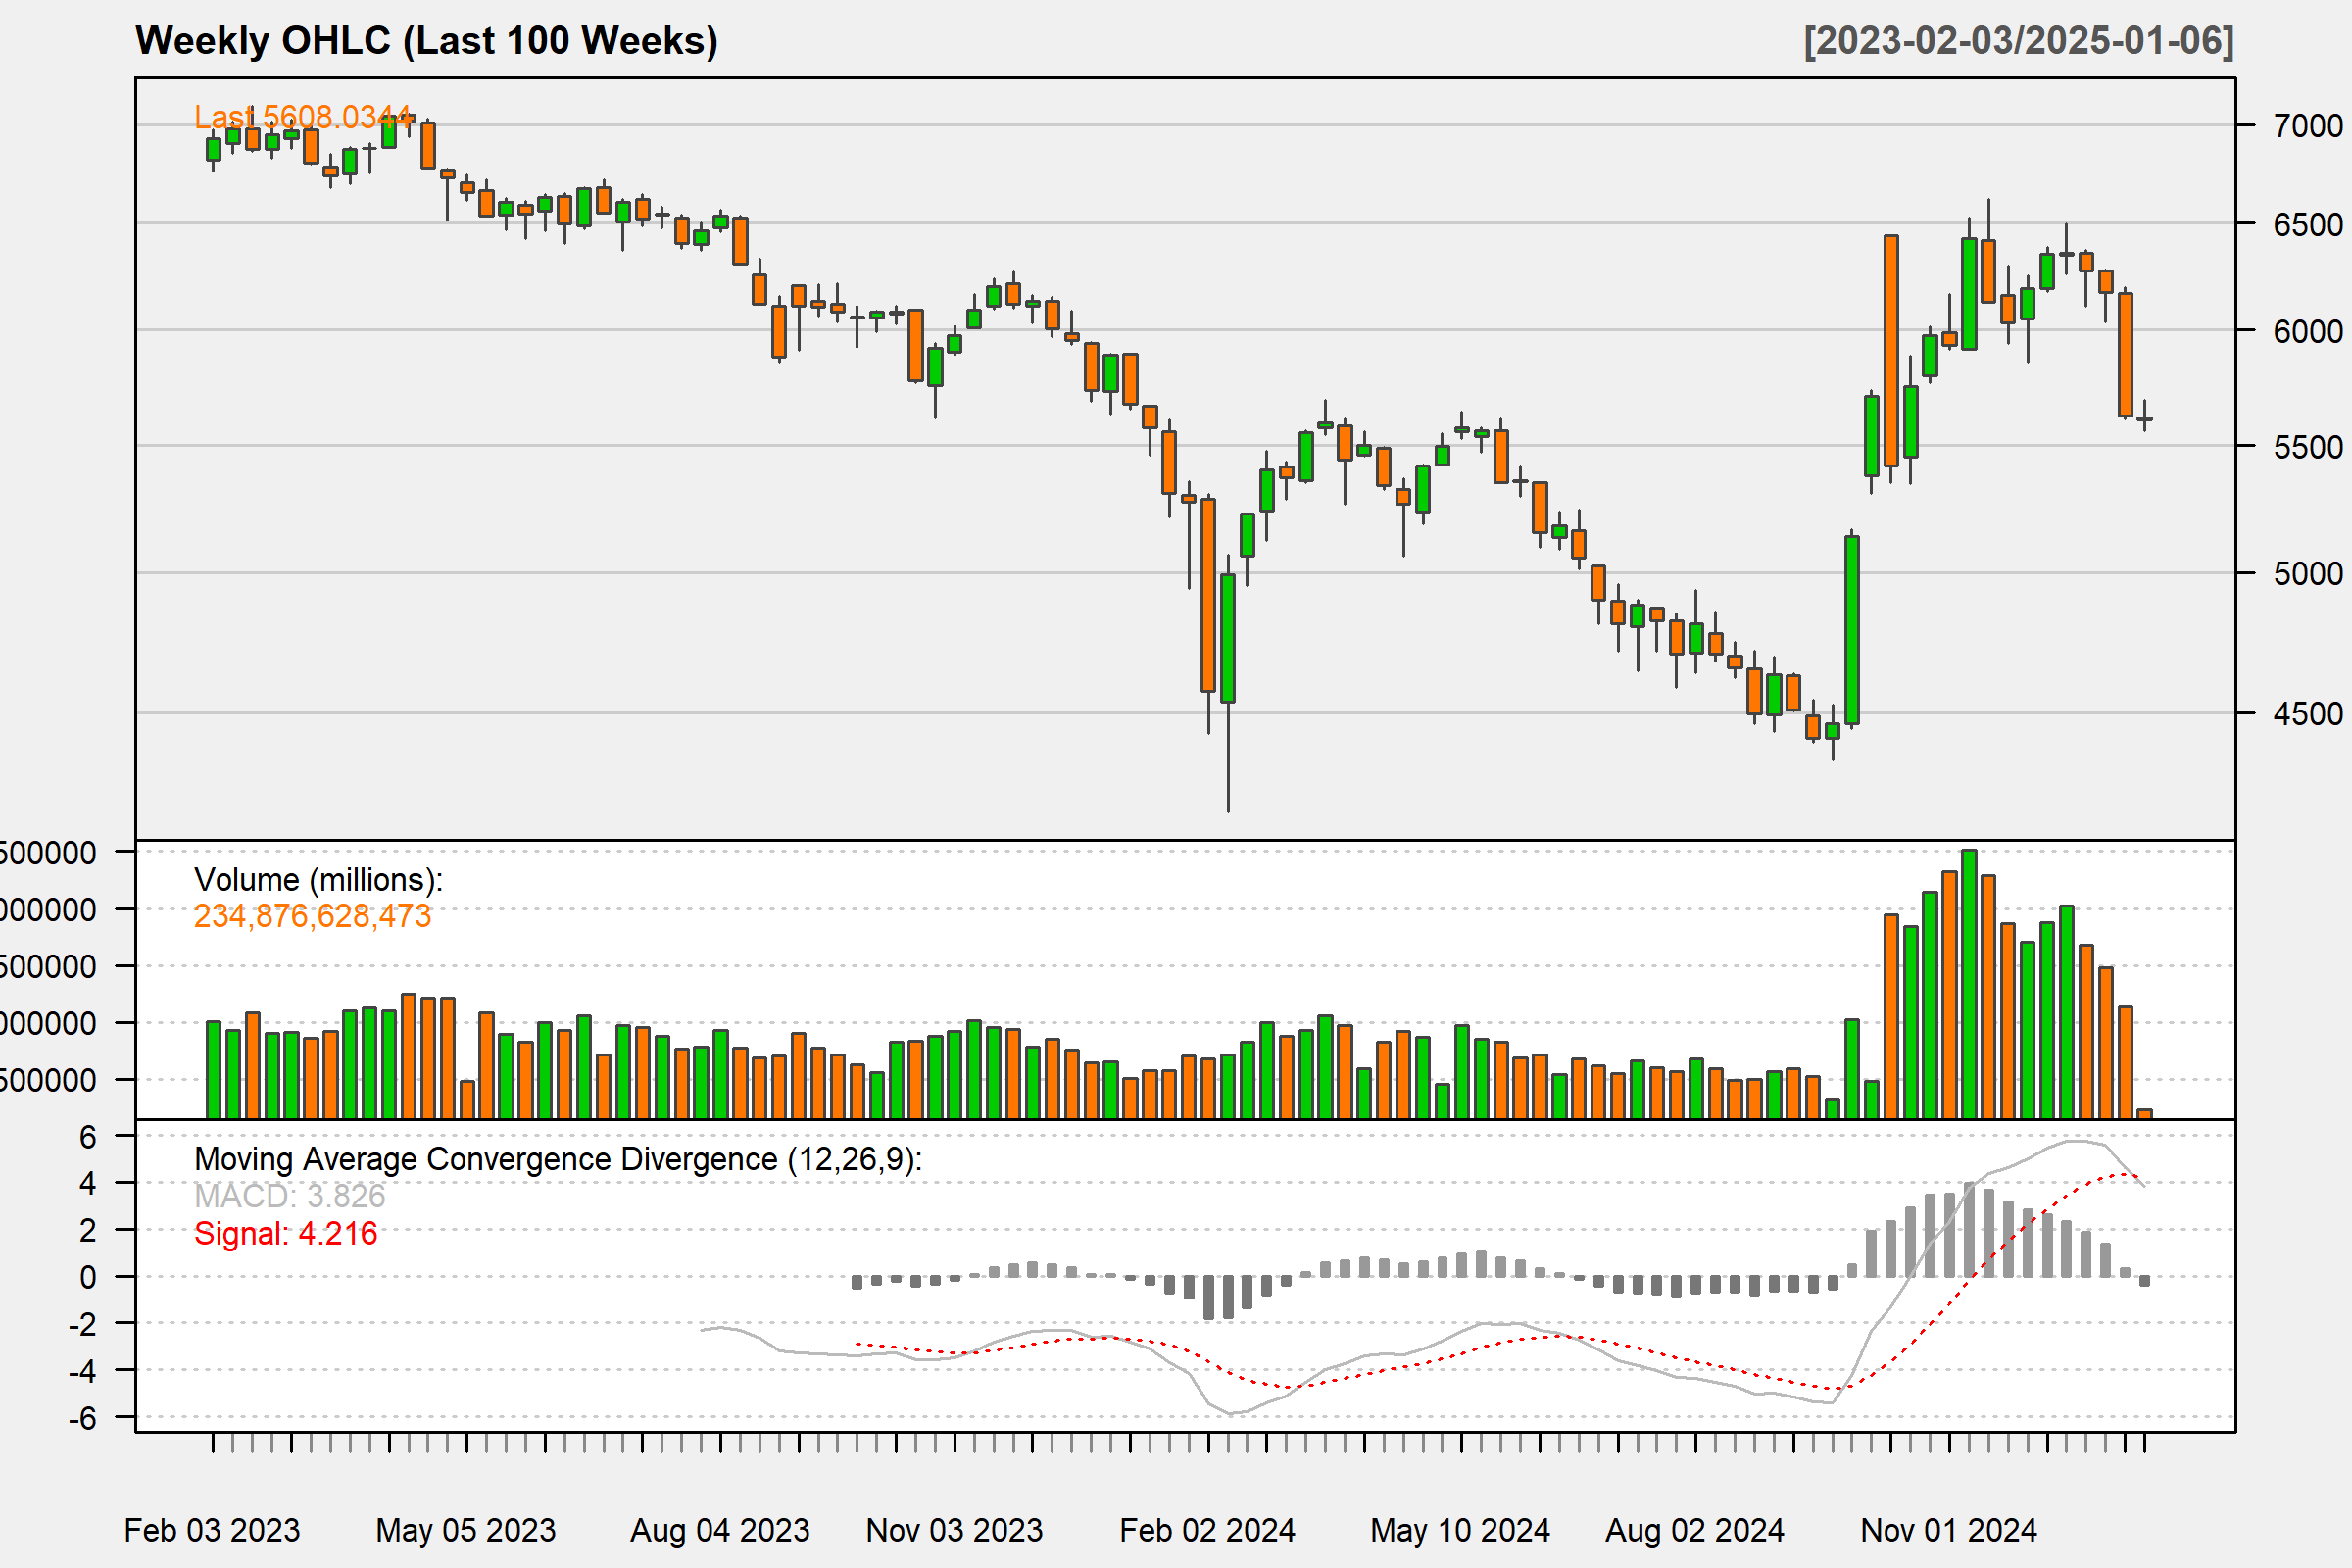 Weekly OHLC (Last 100 Weeks)
[2023-02-03/2025-01-06]
Last 5608.0344
7000
6500
6000
5500
5000
4500
Volume (millions):
234,876,628,473
500000
000000
500000
000000
500000
Moving Average Convergence Divergence (12,26,9):
MACD: 3.826
Signal: 4.216
6
4
2
0
-2
-4
-6
Feb 03 2023 May 05 2023 Aug 04 2023 Nov 03 2023 Feb 02 2024 May 10 2024 Aug 02 2024 Nov 01 2024